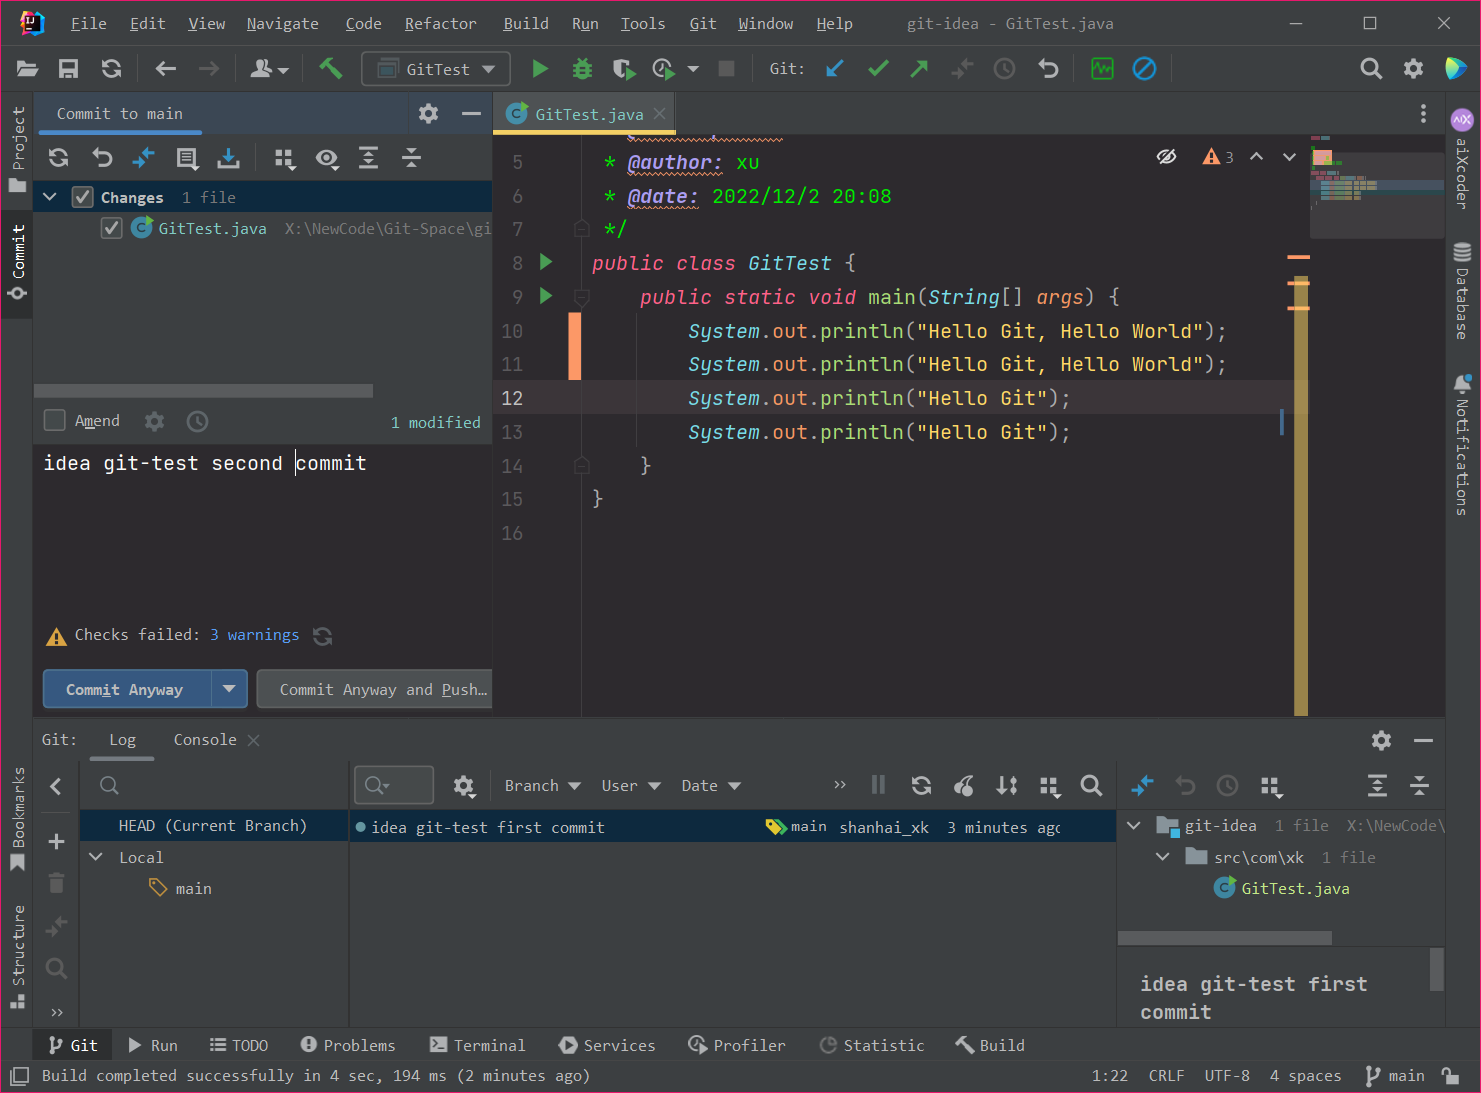 File Edit View Navigate Code Refactor Build Run Tools Git Window Help git-idea - GitTest.java
GitTest Git:
Project
Commit
Bookmarks
Structure
Commit to main
Changes 1 file
GitTest.java X:\NewCode\Git-Space\gi
Amend 1 modified
idea git-test second commit
Checks failed: 3 warnings
Commit Anyway Commit Anyway and Push...
GitTest.java
3
5 * @author: xu
6 * @date: 2022/12/2 20:08
7 */
8 public class GitTest {
9 public static void main(String[] args) {
10 System.out.println("Hello Git, Hello World");
11 System.out.println("Hello Git, Hello World");
12 System.out.println("Hello Git");
13 System.out.println("Hello Git");
14 }
15 }
16
aiXcoder
Database
Notifications
Git: Log Console
Branch User Date
HEAD (Current Branch)
Local
main
idea git-test first commit main shanhai_xk 3 minutes ago
git-idea 1 file X:\NewCode\
src\com\xk 1 file
GitTest.java
idea git-test first
commit
Git Run TODO Problems Terminal Services Profiler Statistic Build
Build completed successfully in 4 sec, 194 ms (2 minutes ago) 1:22 CRLF UTF-8 4 spaces main